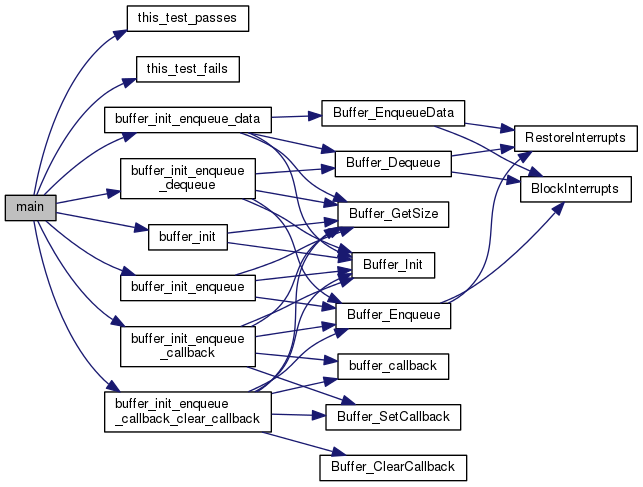 main
this_test_passes
this_test_fails
buffer_init_enqueue_data
buffer_init_enqueue
_dequeue
buffer_init
buffer_init_enqueue
buffer_init_enqueue
_callback
buffer_init_enqueue
_callback_clear_callback
Buffer_EnqueueData
Buffer_Dequeue
Buffer_GetSize
Buffer_Init
Buffer_Enqueue
buffer_callback
Buffer_SetCallback
Buffer_ClearCallback
RestoreInterrupts
BlockInterrupts